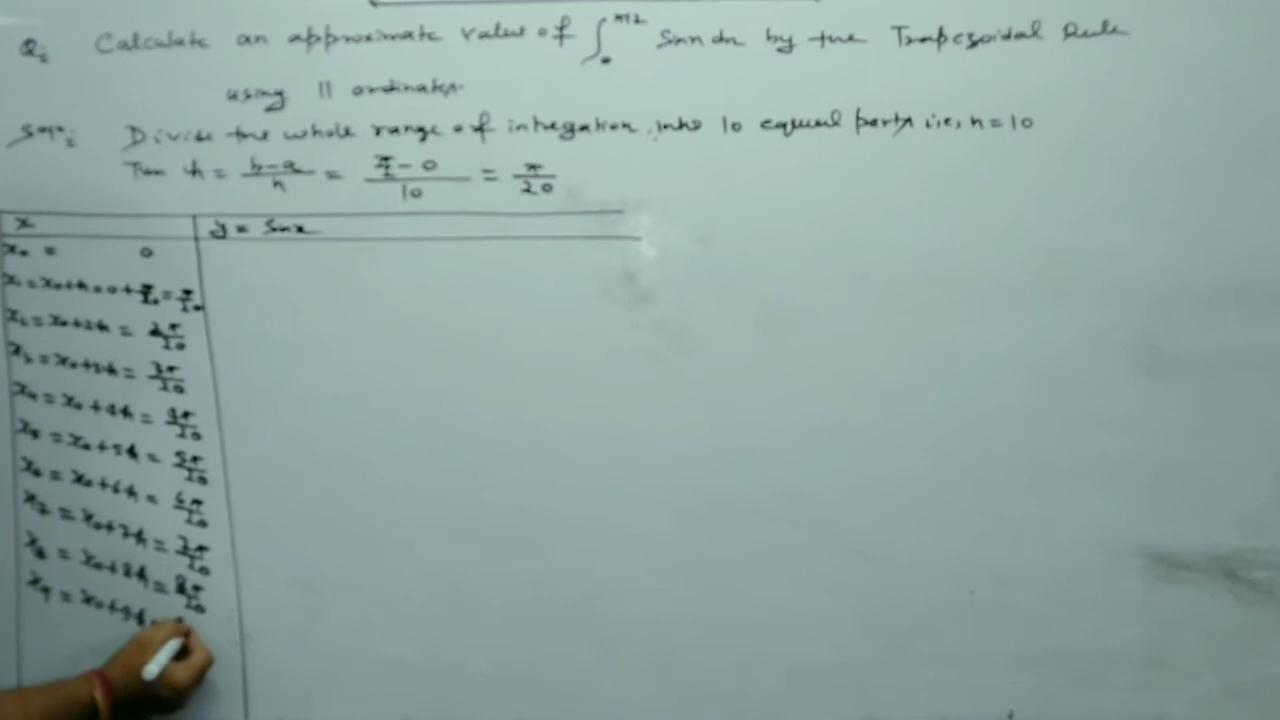 Q: Calculate an approximate value of ∫₀^π/2 Sinx dx by the Trapezoidal Rule
using 11 ordinates.
Solⁿ: Divide the whole range of integration, into 10 equal parts i.e, n=10
Then h = b-a/n = π/2 - 0/10 = π/20
x y = Sinx
x₀ = 0
x₁ = x₀+h = 0+π/20 = π/20
x₂ = x₀+2h = 2π/20
x₃ = x₀+3h = 3π/20
x₄ = x₀+4h = 4π/20
x₅ = x₀+5h = 5π/20
x₆ = x₀+6h = 6π/20
x₇ = x₀+7h = 7π/20
x₈ = x₀+8h = 8π/20
x₉ = x₀+9h =